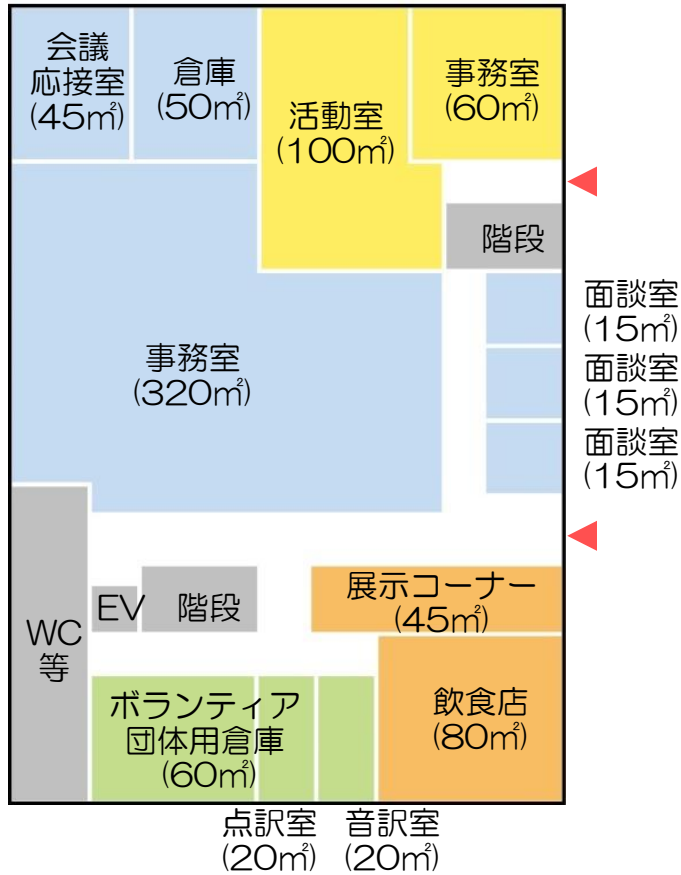 会議
応接室
(45㎡)
倉庫
(50㎡)
活動室
(100㎡)
事務室
(60㎡)
階段
面談室
(15㎡)
面談室
(15㎡)
面談室
(15㎡)
事務室
(320㎡)
展示コーナー
(45㎡)
EV
階段
WC
等
ボランティア
団体用倉庫
(60㎡)
飲食店
(80㎡)
点訳室
(20㎡)
音訳室
(20㎡)